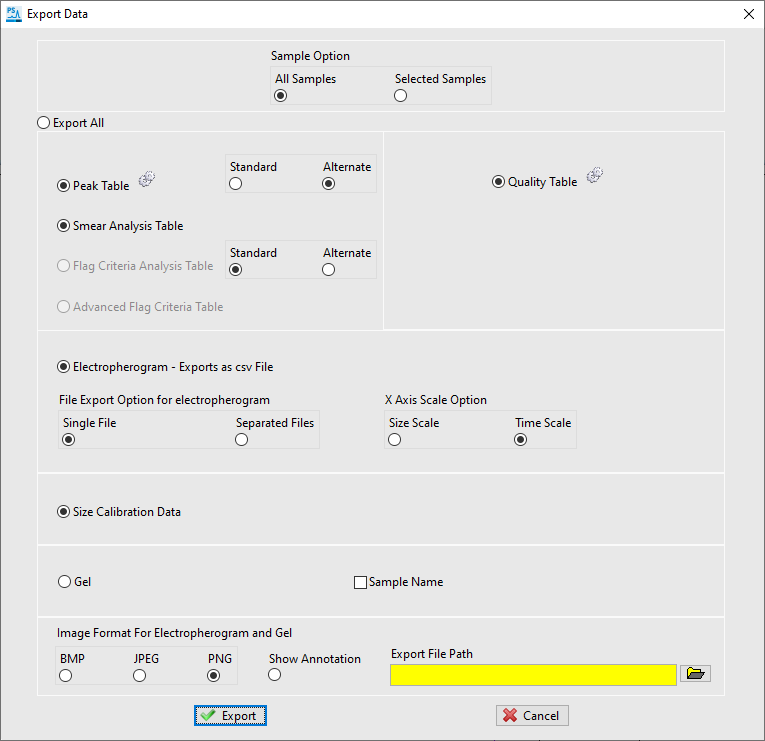 Export Data
Sample Option
All Samples Selected Samples
Export All
Standard Alternate
Peak Table
Quality Table
Smear Analysis Table
Standard Alternate
Flag Criteria Analysis Table
Advanced Flag Criteria Table
Electropherogram - Exports as csv File
File Export Option for electropherogram
X Axis Scale Option
Single File Separated Files
Size Scale Time Scale
Size Calibration Data
Gel
Sample Name
Image Format For Electropherogram and Gel
BMP JPEG PNG Show Annotation
Export File Path
Export
Cancel